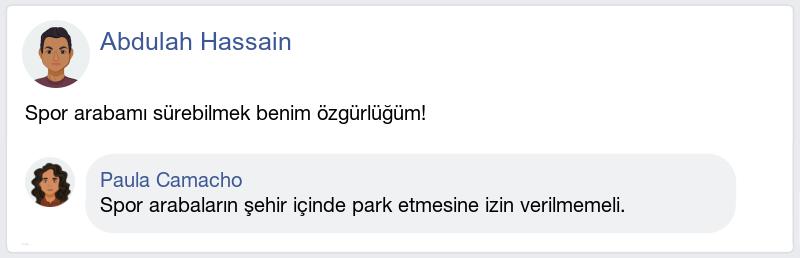 Abdulah Hassain
Spor arabamı sürebilmek benim özgürlüğüm!
Paula Camacho
Spor arabaların şehir içinde park etmesine izin verilmemeli.